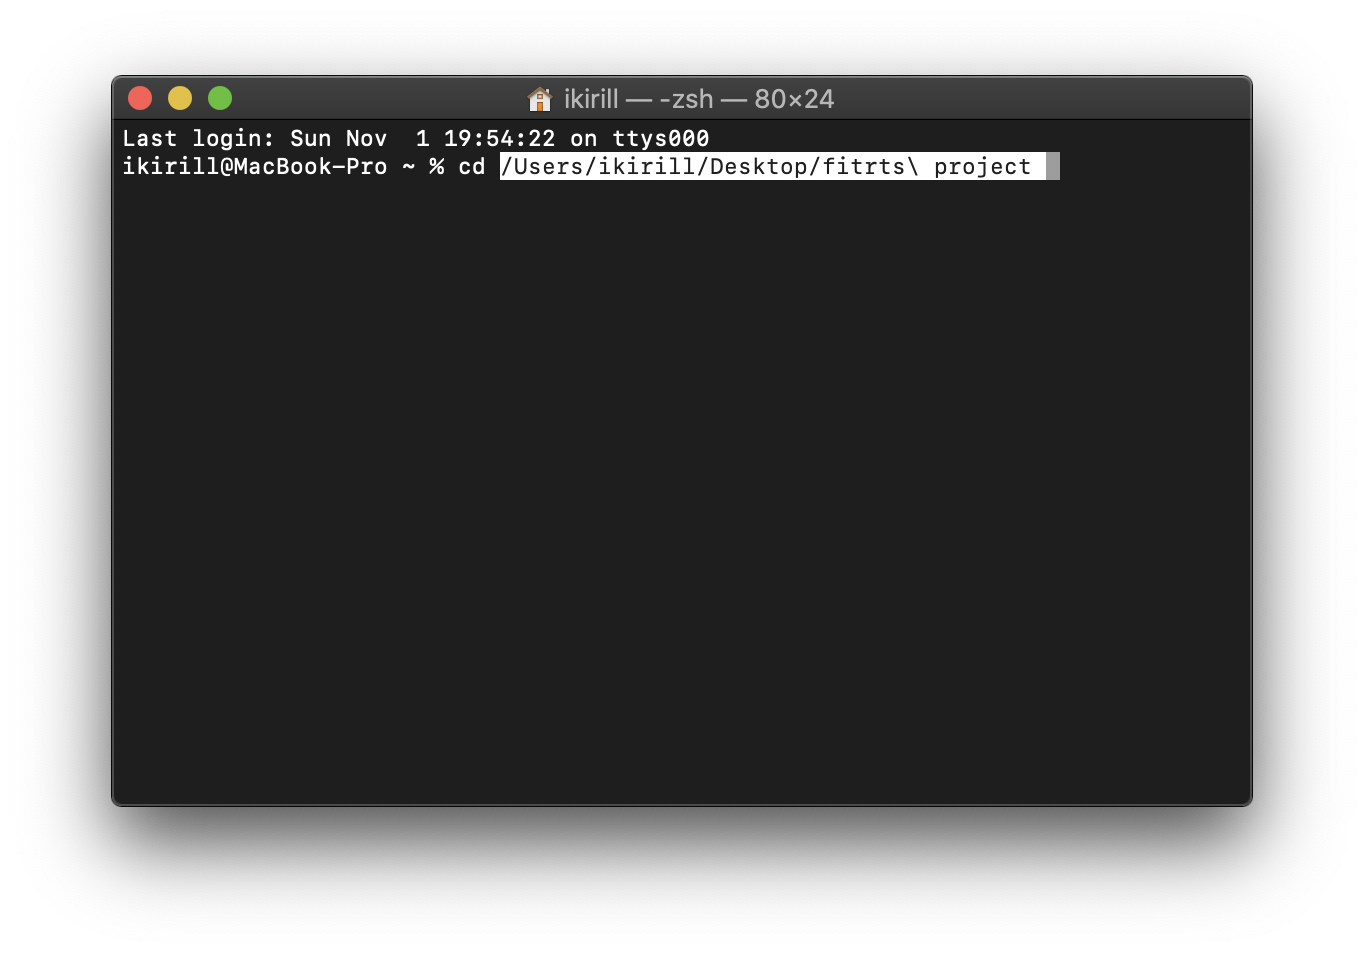 ikirill — -zsh — 80×24
Last login: Sun Nov  1 19:54:22 on ttys000
ikirill@MacBook-Pro ~ % cd /Users/ikirill/Desktop/fitrts\ project